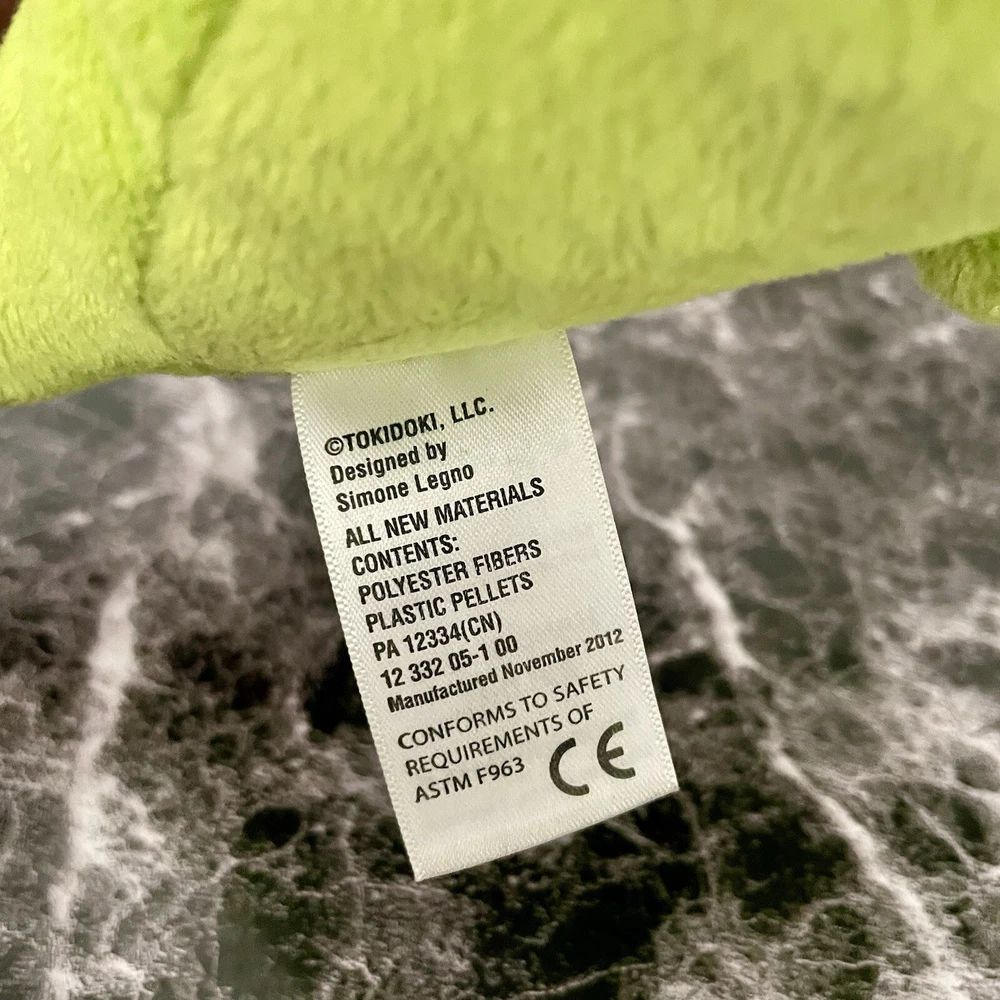 ©TOKIDOKI, LLC.
Designed by
Simone Legno
ALL NEW MATERIALS
CONTENTS:
POLYESTER FIBERS
PLASTIC PELLETS
PA 12334(CN)
12 332 05-1 00
Manufactured November 2012
CONFORMS TO SAFETY
REQUIREMENTS OF
ASTM F963 CE